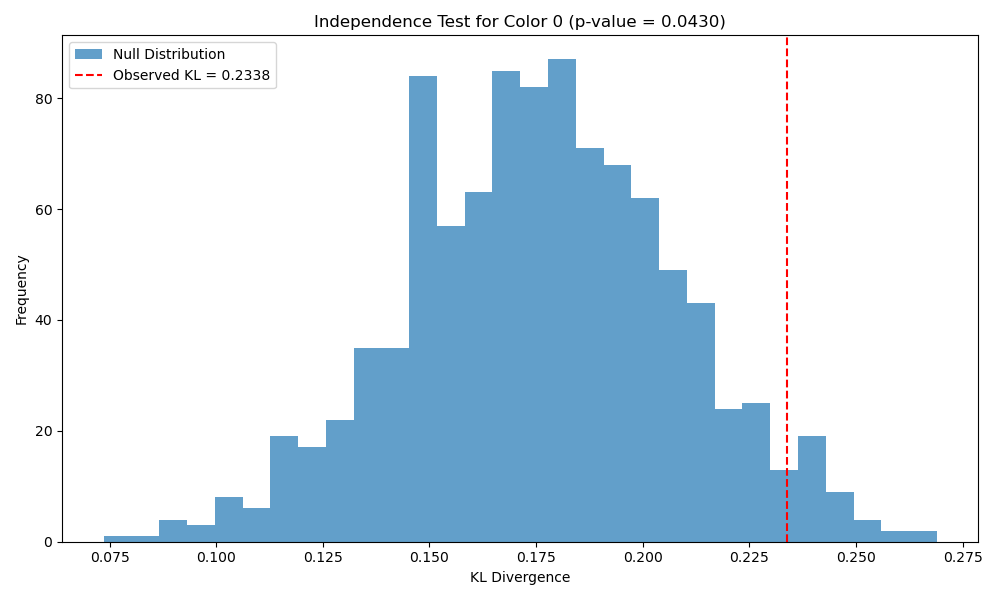 Independence Test for Color 0 (p-value = 0.0430)
Null Distribution
Observed KL = 0.2338
Frequency
80
60
40
20
0
0.075 0.100 0.125 0.150 0.175 0.200 0.225 0.250 0.275
KL Divergence